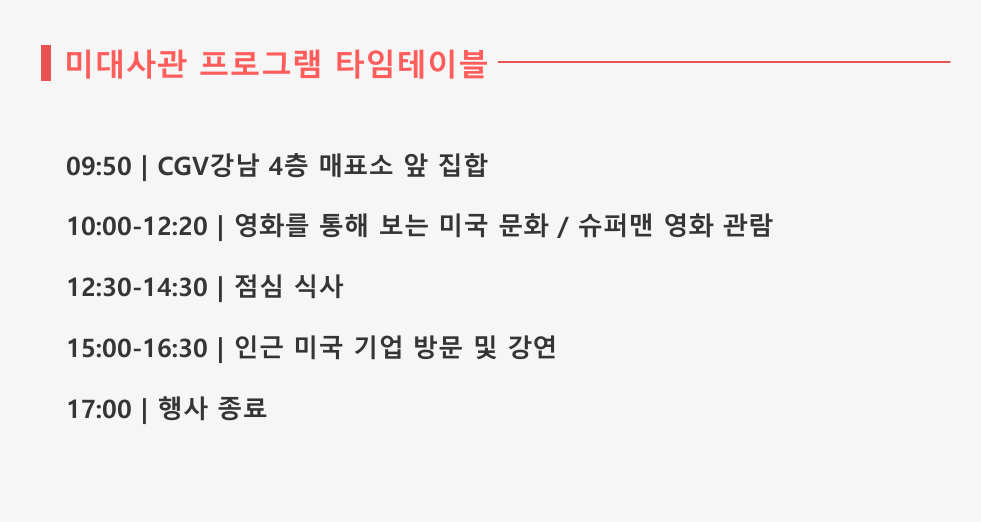 미대사관 프로그램 타임테이블
09:50 | CGV강남 4층 매표소 앞 집합
10:00-12:20 | 영화를 통해 보는 미국 문화 / 슈퍼맨 영화 관람
12:30-14:30 | 점심 식사
15:00-16:30 | 인근 미국 기업 방문 및 강연
17:00 | 행사 종료